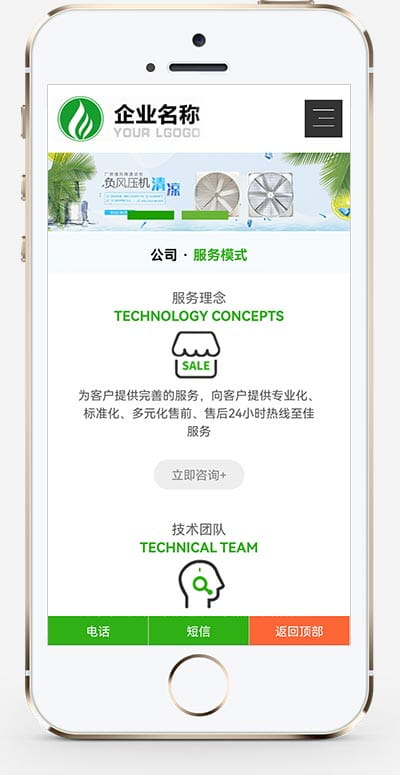 企业名称
YOUR LGOGO
负风压机清凉
公司 · 服务模式
服务理念
TECHNOLOGY CONCEPTS
SALE
为客户提供完善的服务，向客户提供专业化、
标准化、多元化售前、售后24小时热线至佳
服务
立即咨询+
技术团队
TECHNICAL TEAM
电话
短信
返回顶部